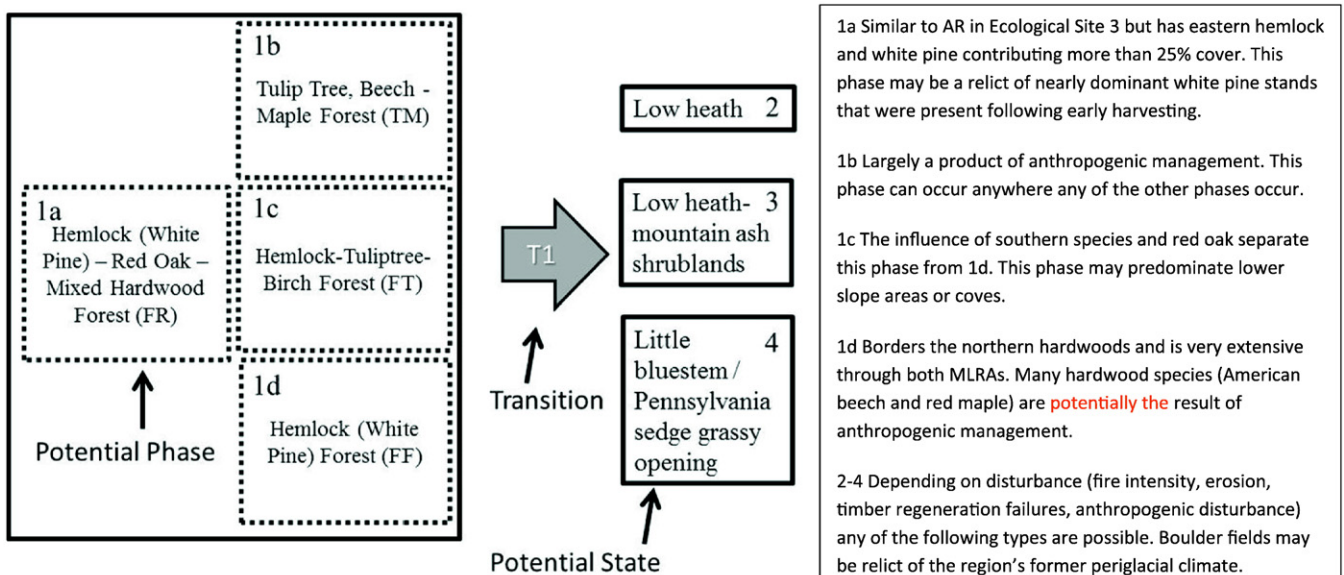 1b
Tulip Tree, Beech -
Maple Forest (TM)
1a
Hemlock (White
Pine) – Red Oak –
Mixed Hardwood
Forest (FR)
1c
Hemlock-Tuliptree-
Birch Forest (FT)
1d
Hemlock (White
Pine) Forest (FF)
Potential Phase
T1
Transition
Low heath 2
Low heath- 3
mountain ash
shrublands
Little 4
bluestem /
Pennsylvania
sedge grassy
opening
Potential State
1a Similar to AR in Ecological Site 3 but has eastern hemlock
and white pine contributing more than 25% cover. This
phase may be a relict of nearly dominant white pine stands
that were present following early harvesting.
1b Largely a product of anthropogenic management. This
phase can occur anywhere any of the other phases occur.
1c The influence of southern species and red oak separate
this phase from 1d. This phase may predominate lower
slope areas or coves.
1d Borders the northern hardwoods and is very extensive
through both MLRAs. Many hardwood species (American
beech and red maple) are potentially the result of
anthropogenic management.
2-4 Depending on disturbance (fire intensity, erosion,
timber regeneration failures, anthropogenic disturbance)
any of the following types are possible. Boulder fields may
be relict of the region's former periglacial climate.